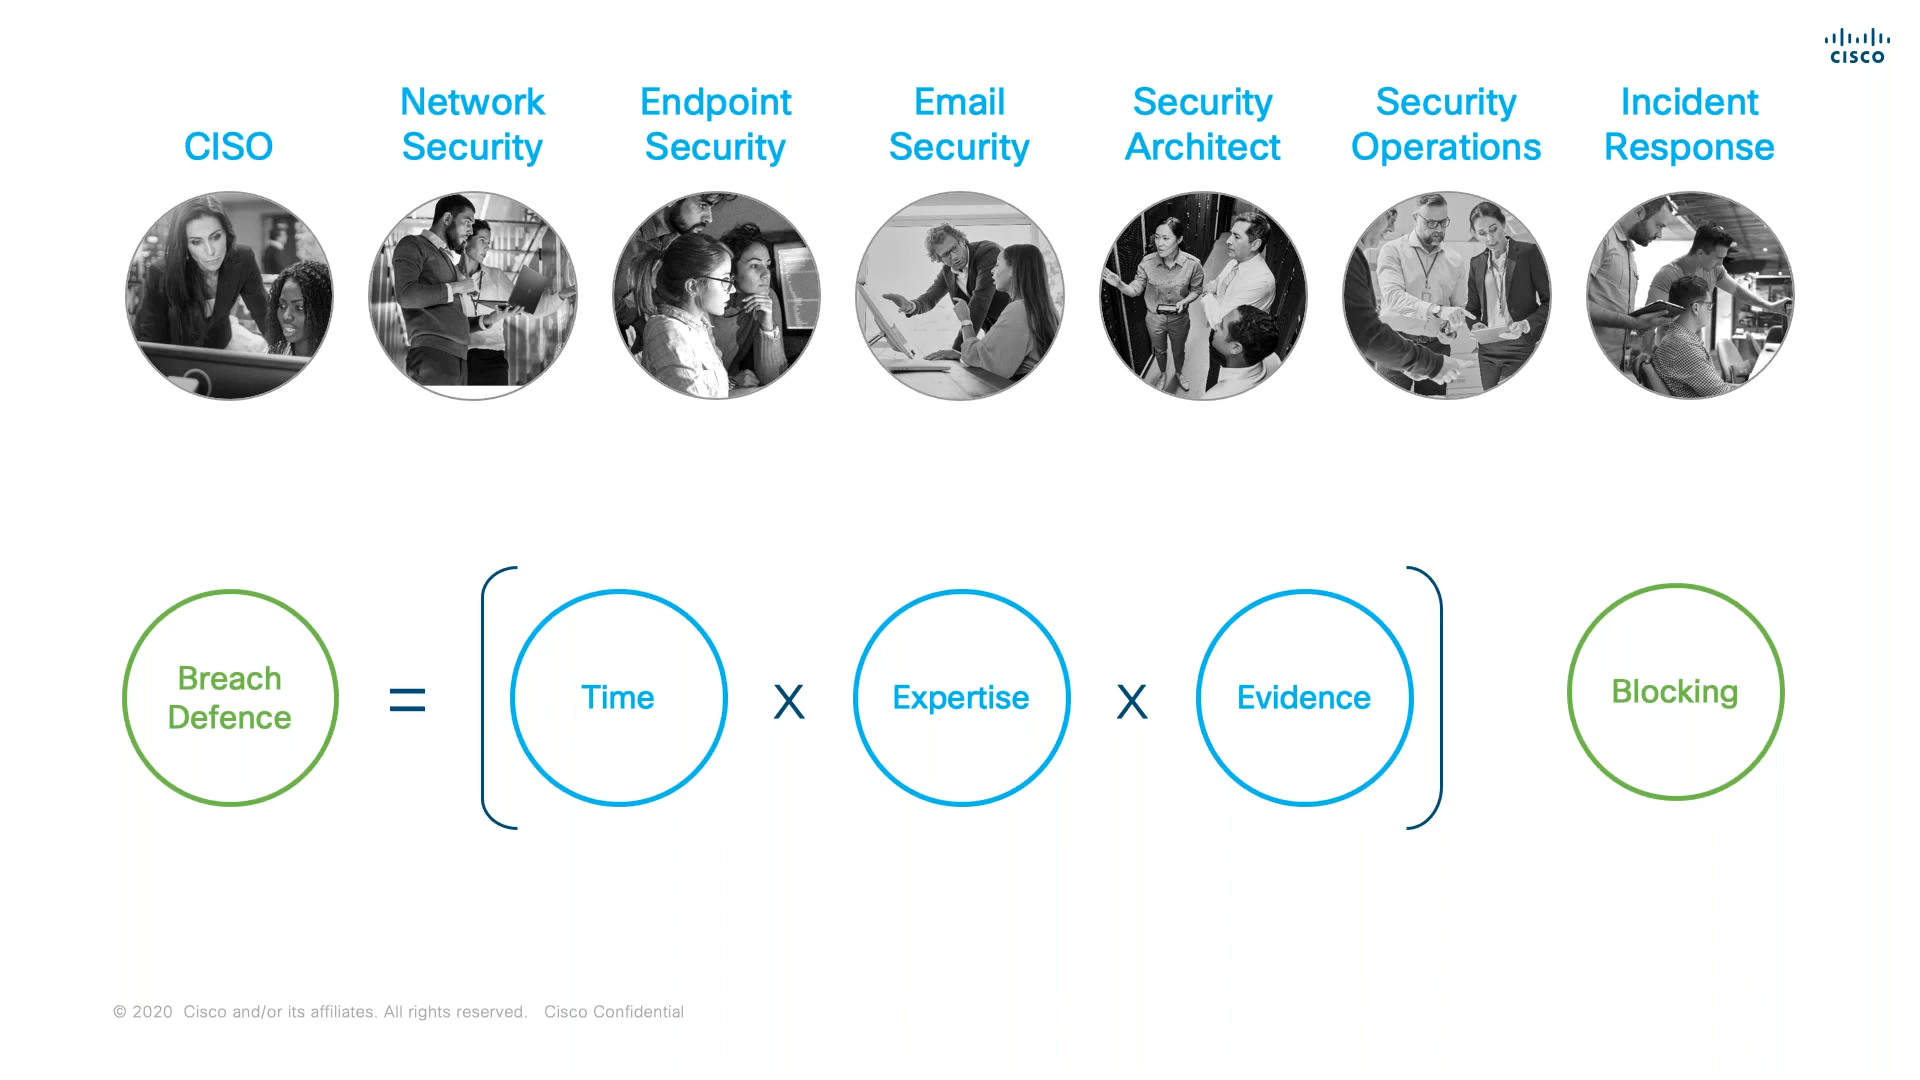 CISCO
CISO
Network
Security
Endpoint
Security
Email
Security
Security
Architect
Security
Operations
Incident
Response
Breach
Defence
=
Time
X
Expertise
X
Evidence
Blocking
© 2020 Cisco and/or its affiliates. All rights reserved. Cisco Confidential